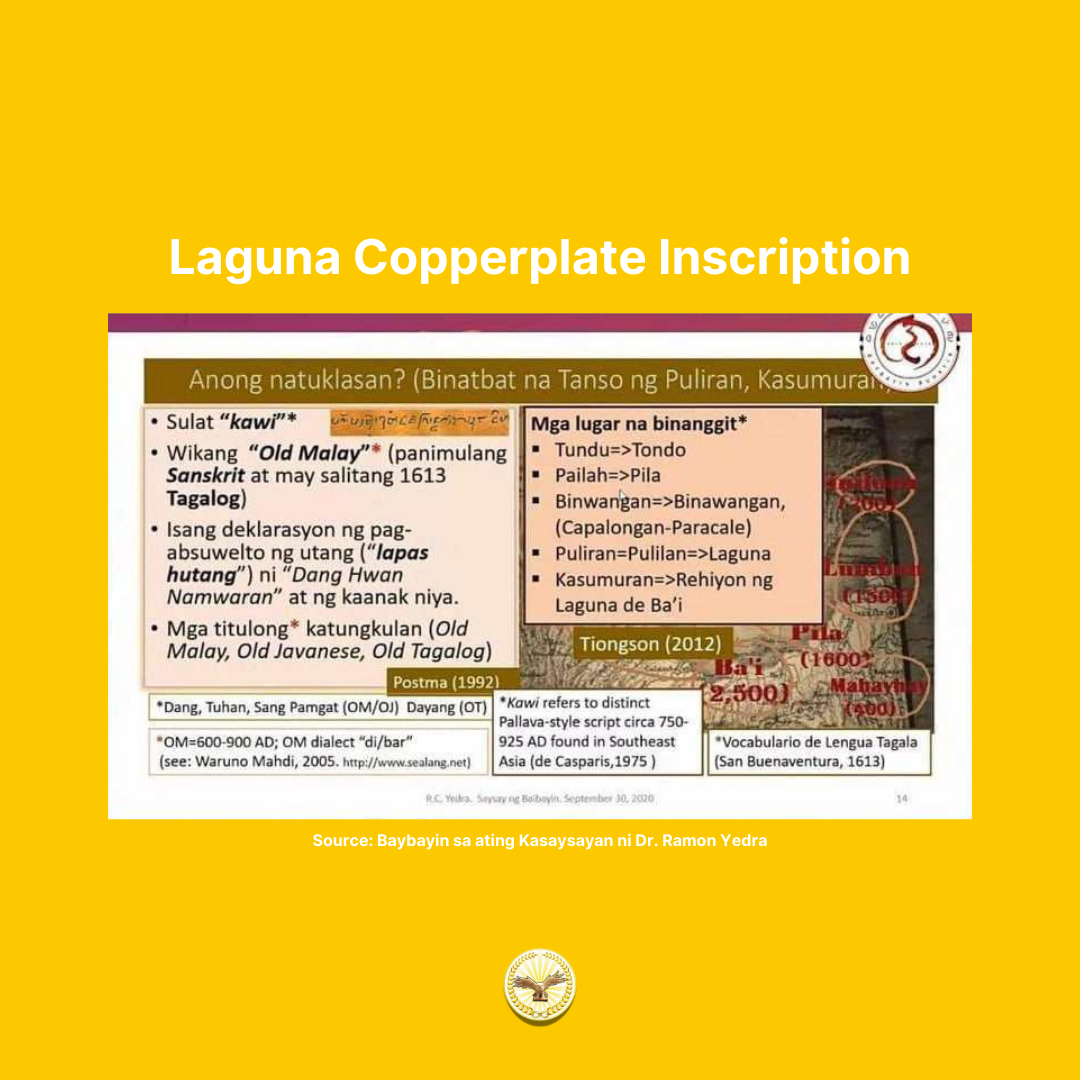 Laguna Copperplate Inscription
Anong natuklasan? (Binatbat na Tanso ng Puliran, Kasumuran
• Sulat “kawi”*
• Wikang “Old Malay”* (panimulang
Sanskrit at may salitang 1613
Tagalog)
• Isang deklarasyon ng pag-
absuwelto ng utang (“lapas
hutang”) ni “Dang Hwan
Namwaran” at ng kaanak niya.
• Mga titulong* katungkulan (Old
Malay, Old Javanese, Old Tagalog)
Postma (1992)
Mga lugar na binanggit*
▪ Tundu=>Tondo
▪ Pailah=>Pila
▪ Binwangan=>Binawangan,
(Capalongan-Paracale)
▪ Puliran=Pulilan=>Laguna
▪ Kasumuran=>Rehiyon ng
Laguna de Ba’i
Tiongson (2012)
Pila
(1600)
Ba'i
2,500)
(400)
*Dang, Tuhan, Sang Pamgat (OM/OJ) Dayang (OT)
*OM=600-900 AD; OM dialect “di/bar”
(see: Waruno Mahdi, 2005. http://www.sealang.net)
*Kawi refers to distinct
Pallava-style script circa 750-
925 AD found in Southeast
Asia (de Casparis,1975 )
*Vocabulario de Lengua Tagala
(San Buenaventura, 1613)
R.C. Yedra. Saysay ng Baibayin. September 30, 2020
14
Source: Baybayin sa ating Kasaysayan ni Dr. Ramon Yedra